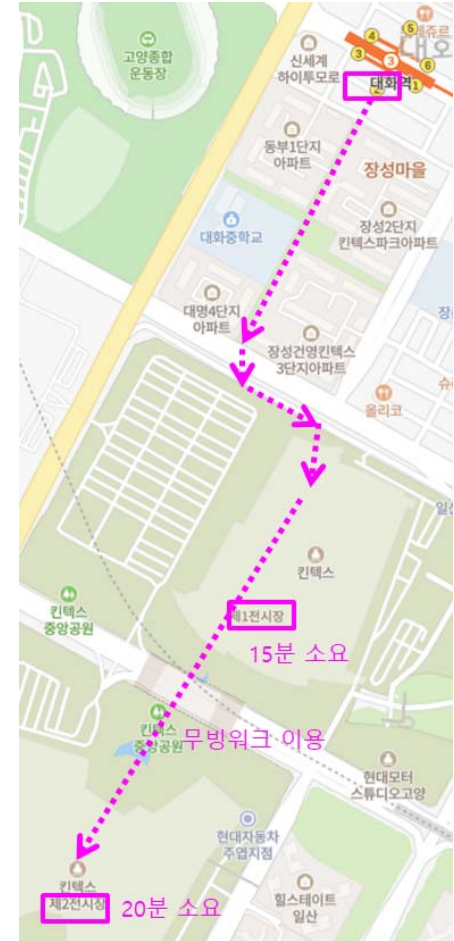 4
5
고양종합
운동장
신세계
하이투모로
3
3
6
대화역
2
1
동부1단지
아파트
장성마을
대화중학교
장성2단지
킨텍스파크아파트
대명4단지
아파트
장성건영킨텍스
3단지아파트
올리코
킨텍스
제1전시장
15분 소요
킨텍스
중앙공원
킨텍스
중앙공원
무빙워크 이용
현대모터
스튜디오고양
현대자동차
주엽지점
킨텍스
제2전시장
20분 소요
힐스테이트
일산